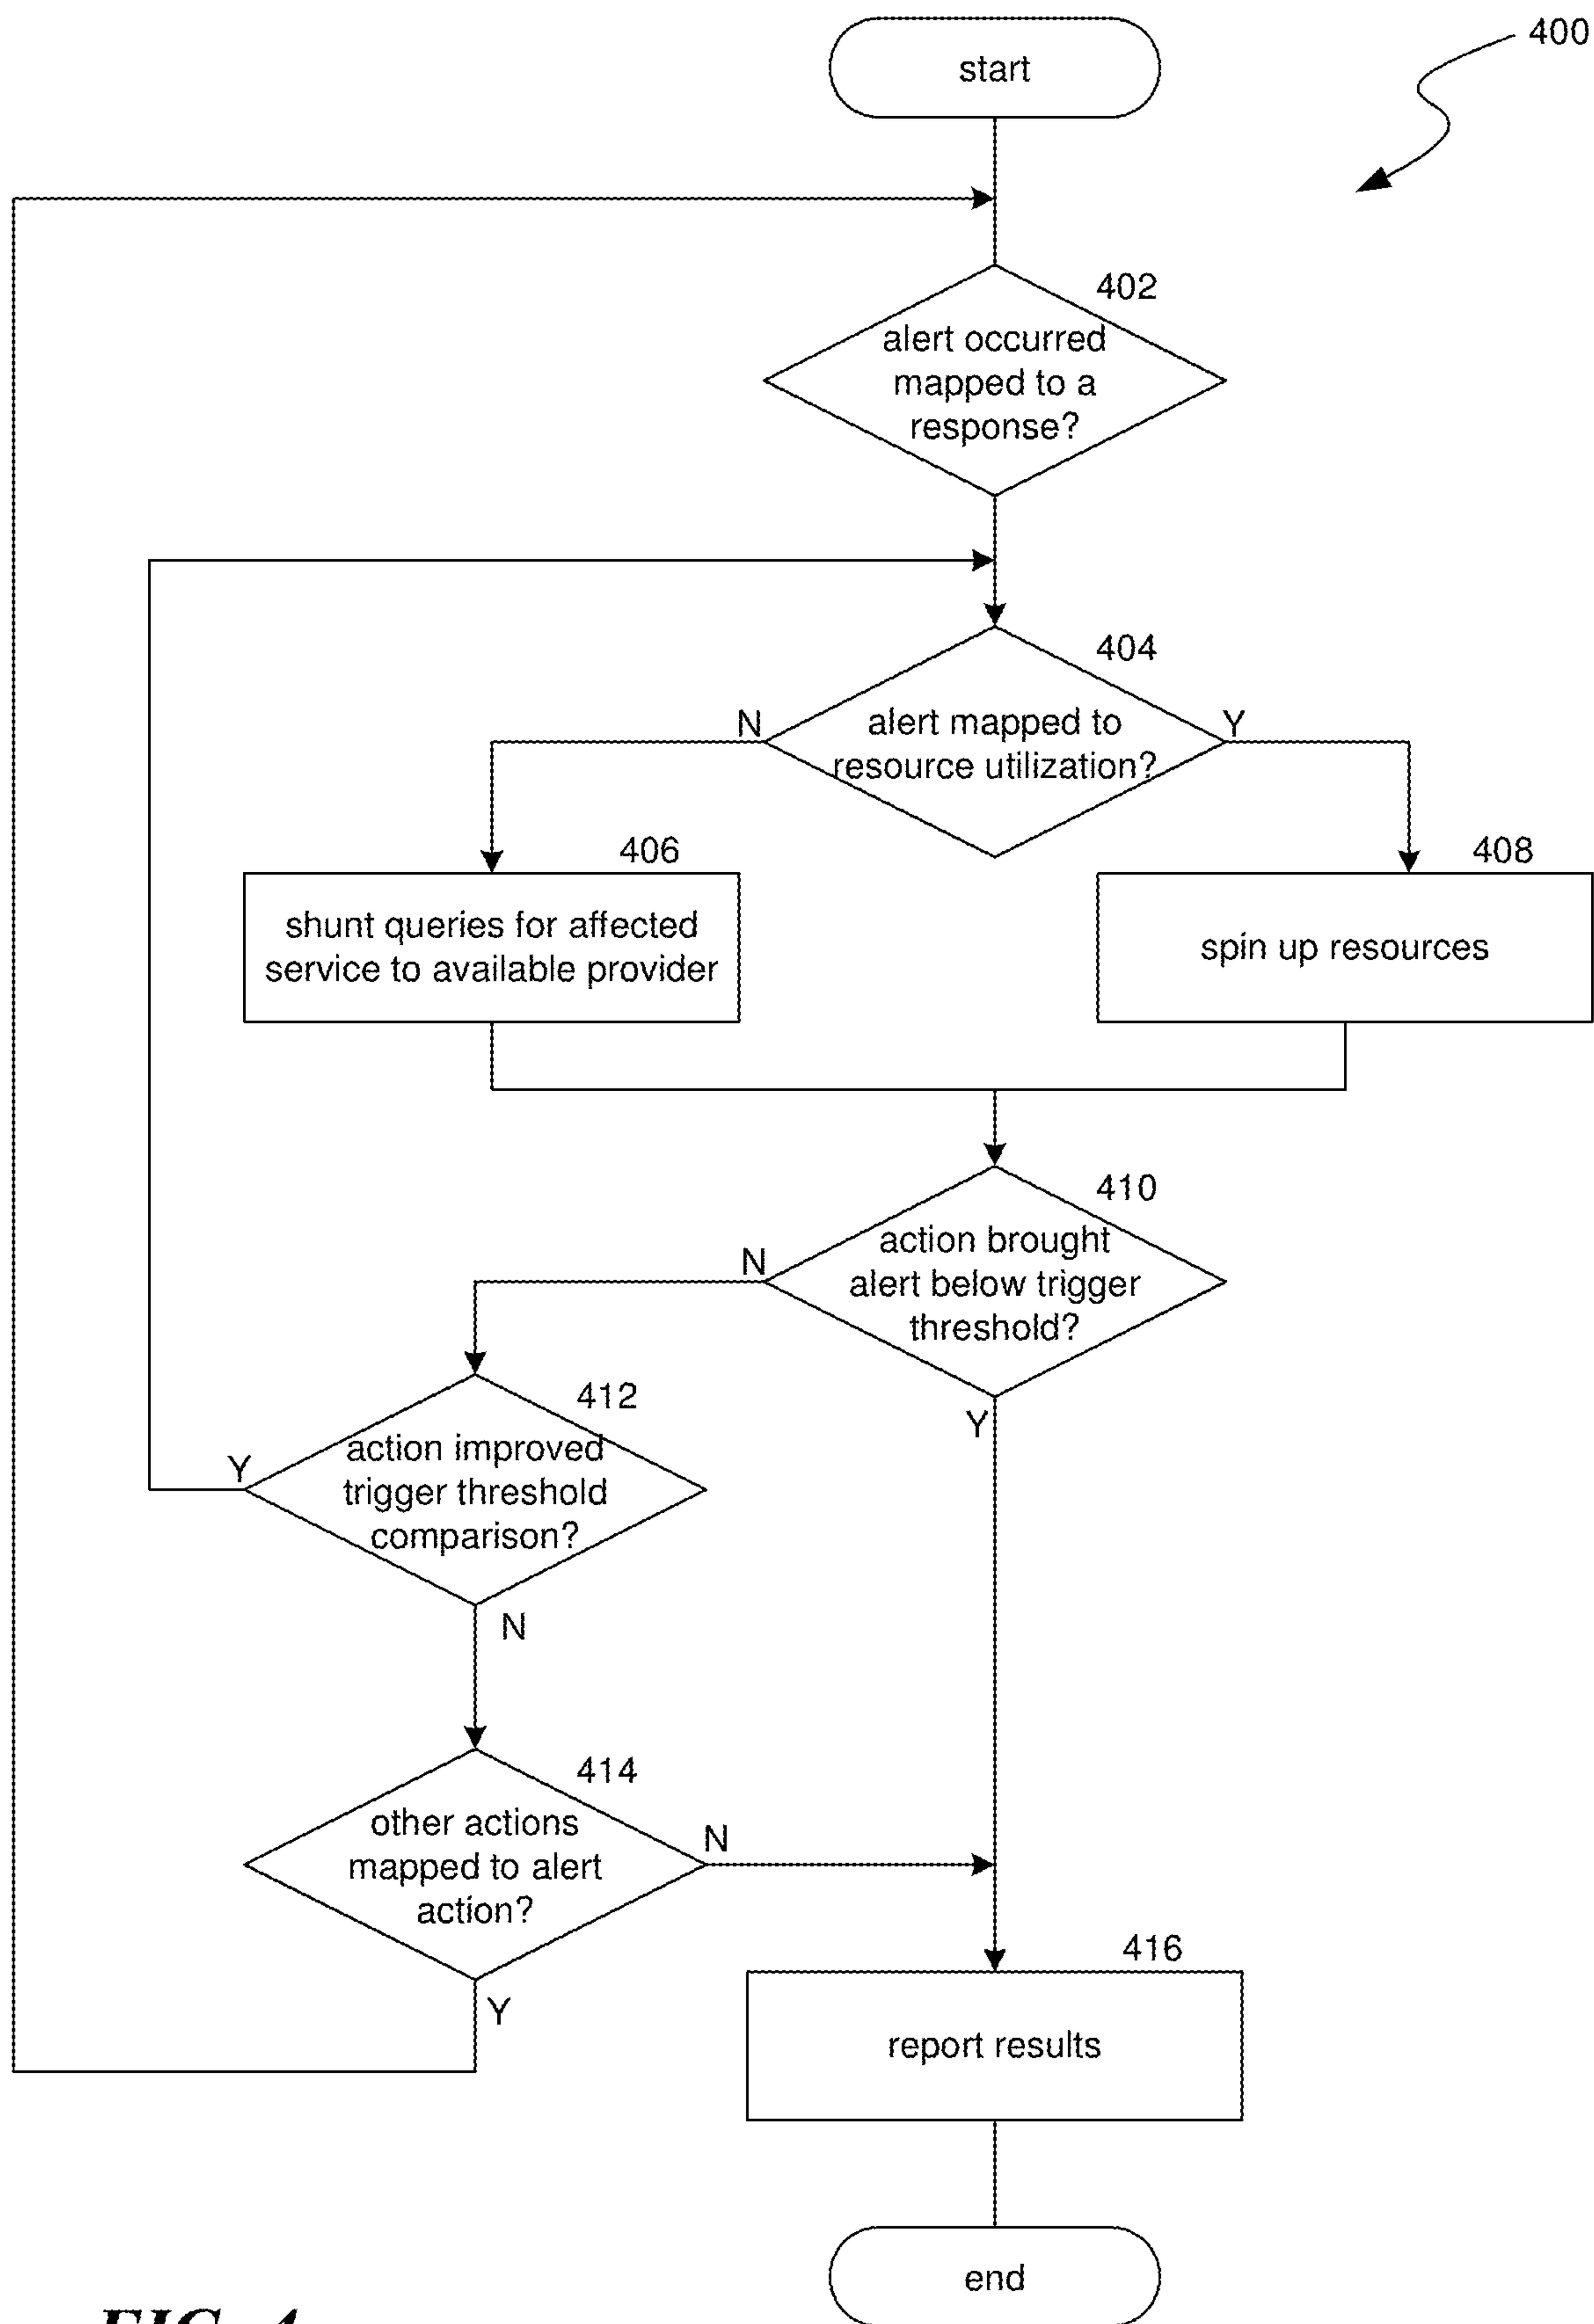 start
400
402
alert occurred
mapped to a
response?
404
N
alert mapped to
resource utilization?
Y
406
shunt queries for affected
service to available provider
408
spin up resources
410
action brought
alert below trigger
threshold?
N
Y
412
action improved
trigger threshold
comparison?
Y
N
414
other actions
mapped to alert
action?
N
Y
416
report results
end
FIG. 4